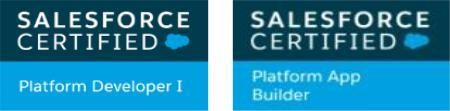 SALESFORCE
CERTIFIED
Platform Developer I
SALESFORCE
CERTIFIED
Platform App
Builder